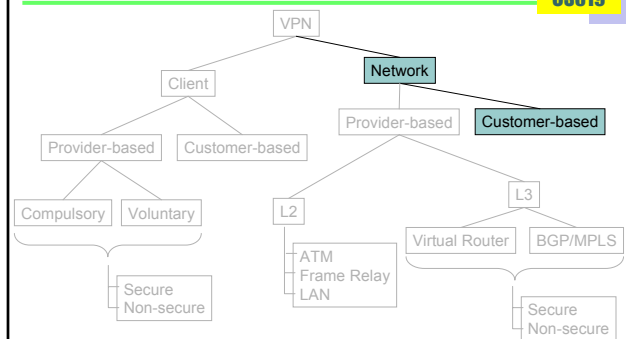 VPN
Client
Network
Provider-based
Customer-based
Provider-based
Customer-based
Compulsory
Voluntary
L2
L3
ATM
Frame Relay
LAN
Virtual Router
BGP/MPLS
Secure
Non-secure
Secure
Non-secure